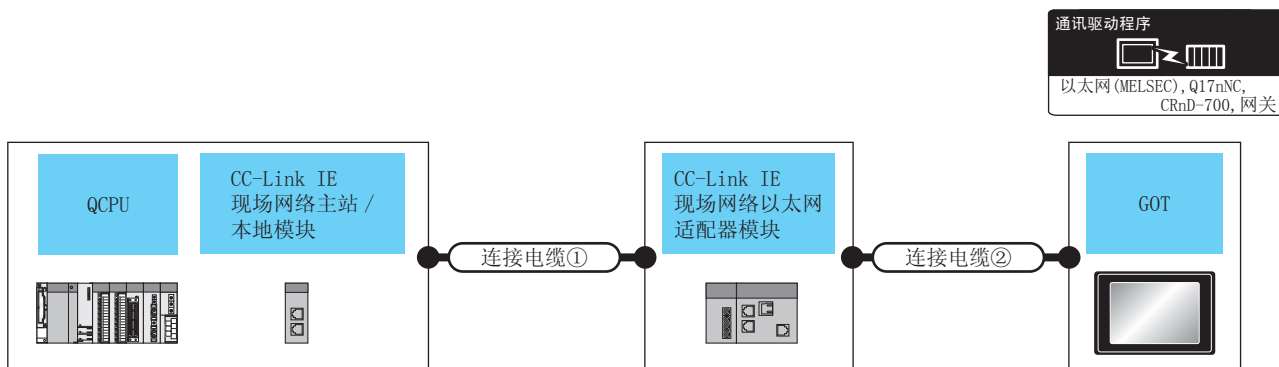 通讯驱动程序
以太网(MELSEC),Q17nNC,
CRnD-700,网关
QCPU
CC-Link IE
现场网络主站/
本地模块
连接电缆①
CC-Link IE
现场网络以太网
适配器模块
连接电缆②
GOT